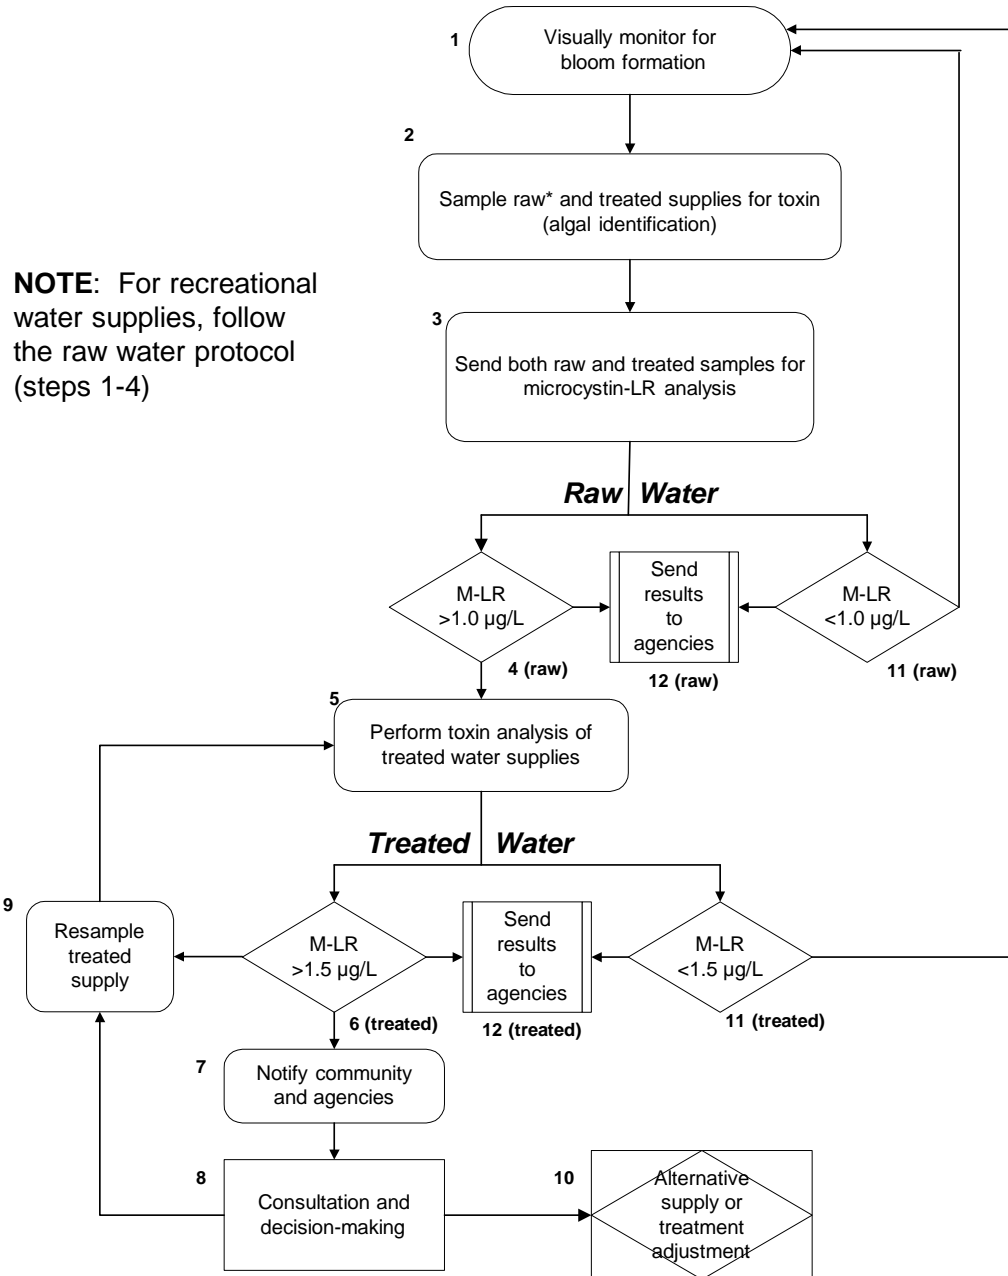 1
Visually monitor for
bloom formation
2
Sample raw* and treated supplies for toxin
(algal identification)
NOTE: For recreational
water supplies, follow
the raw water protocol
(steps 1-4)
3
Send both raw and treated samples for
microcystin-LR analysis
Raw Water
M-LR
>1.0 µg/L
Send
results
to
agencies
M-LR
<1.0 µg/L
4 (raw)
12 (raw)
11 (raw)
5
Perform toxin analysis of
treated water supplies
Treated Water
9
Resample
treated
supply
M-LR
>1.5 µg/L
Send
results
to
agencies
M-LR
<1.5 µg/L
6 (treated)
12 (treated)
11 (treated)
7
Notify community
and agencies
8
Consultation and
decision-making
10
Alternative
supply or
treatment
adjustment